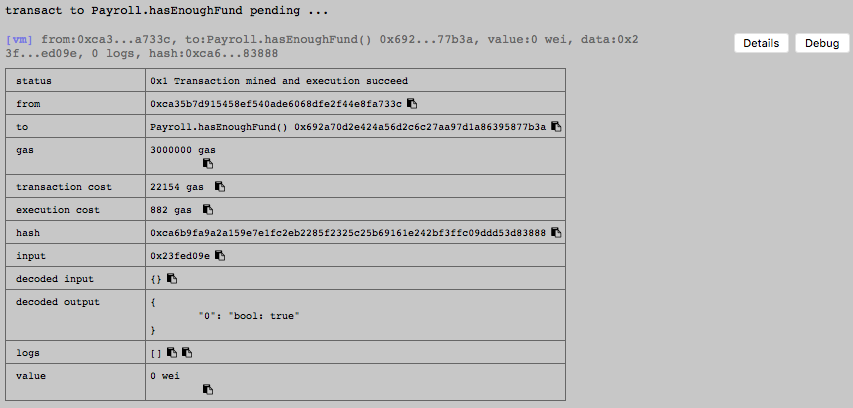 transact to Payroll.hasEnoughFund pending ...
[vm] from:0xca3...a733c, to:Payroll.hasEnoughFund() 0x692...77b3a, value:0 wei, data:0x2
3f...ed09e, 0 logs, hash:0xca6...83888
Details
Debug
status 0x1 Transaction mined and execution succeed
from 0xca35b7d915458ef540ade6068dfe2f44e8fa733c
to Payroll.hasEnoughFund() 0x692a70d2e424a56d2c6c27aa97d1a86395877b3a
gas 3000000 gas
transaction cost 22154 gas
execution cost 882 gas
hash 0xca6b9fa9a2a159e7e1fc2eb2285f2325c25b69161e242bf3ffc09ddd53d83888
input 0x23fed09e
decoded input {}
decoded output {
"0": "bool: true"
}
logs []
value 0 wei